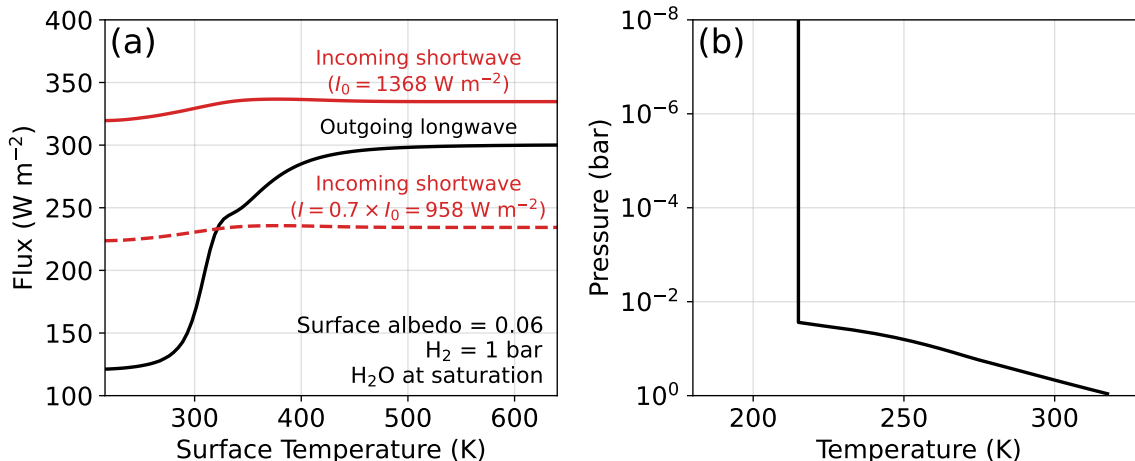 (a)
400
350
300
250
200
150
100
Flux (W m⁻²)
Incoming shortwave
(I₀ = 1368 W m⁻²)
Outgoing longwave
Incoming shortwave
(I = 0.7 × I₀ = 958 W m⁻²)
Surface albedo = 0.06
H₂ = 1 bar
H₂O at saturation
300
400
500
600
Surface Temperature (K)
(b)
10⁻⁸
10⁻⁶
10⁻⁴
10⁻²
10⁰
Pressure (bar)
200
250
300
Temperature (K)